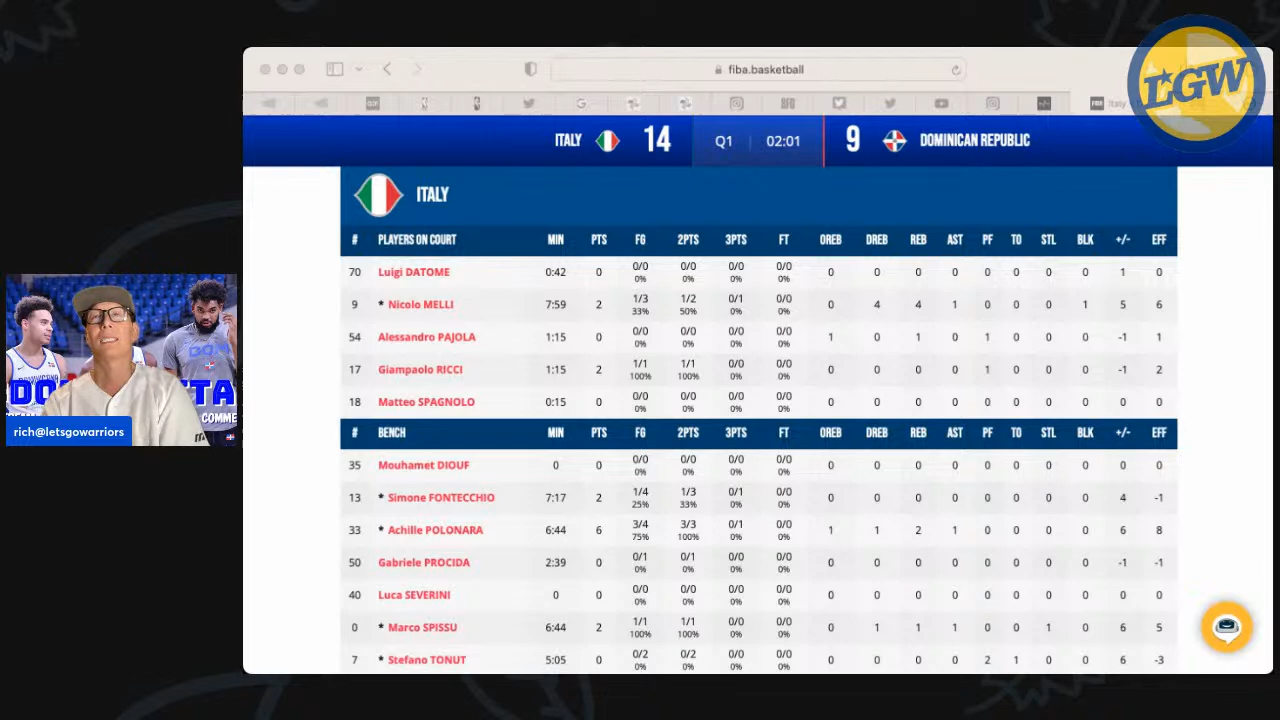 LGW
fiba.basketball
Italy
ITALY 14 Q1 02:01 9 DOMINICAN REPUBLIC
ITALY
# PLAYERS ON COURT MIN PTS FG 2PTS 3PTS FT OREB DREB REB AST PF TO STL BLK +/- EFF
70 Luigi DATOME 0:42 0 0/0 0% 0/0 0% 0/0 0% 0/0 0% 0 0 0 0 0 0 0 0 1 0
9 * Nicolo MELLI 7:59 2 1/3 33% 1/2 50% 0/1 0% 0/0 0% 0 4 4 1 0 0 0 1 5 6
54 Alessandro PAJOLA 1:15 0 0/0 0% 0/0 0% 0/0 0% 0/0 0% 1 0 1 0 1 0 0 0 -1 1
17 Giampaolo RICCI 1:15 2 1/1 100% 1/1 100% 0/0 0% 0/0 0% 0 0 0 0 1 0 0 0 -1 2
18 Matteo SPAGNOLO 0:15 0 0/0 0% 0/0 0% 0/0 0% 0/0 0% 0 0 0 0 0 0 0 0 0 0
# BENCH MIN PTS FG 2PTS 3PTS FT OREB DREB REB AST PF TO STL BLK +/- EFF
35 Mouhamet DIOUF 0 0 0/0 0% 0/0 0% 0/0 0% 0/0 0% 0 0 0 0 0 0 0 0 0 0
13 * Simone FONTECCHIO 7:17 2 1/4 25% 1/3 33% 0/1 0% 0/0 0% 0 0 0 0 0 0 0 0 4 -1
33 * Achille POLONARA 6:44 6 3/4 75% 3/3 100% 0/1 0% 0/0 0% 1 1 2 1 0 0 0 0 6 8
50 Gabriele PROCIDA 2:39 0 0/1 0% 0/1 0% 0/0 0% 0/0 0% 0 0 0 0 0 0 0 0 -1 -1
40 Luca SEVERINI 0 0 0/0 0% 0/0 0% 0/0 0% 0/0 0% 0 0 0 0 0 0 0 0 0 0
0 * Marco SPISSU 6:44 2 1/1 100% 1/1 100% 0/0 0% 0/0 0% 0 1 1 1 0 0 1 0 6 5
7 * Stefano TONUT 5:05 0 0/2 0% 0/2 0% 0/0 0% 0/0 0% 0 0 0 0 2 1 0 0 6 -3
COMME
rich@letsgowarriors